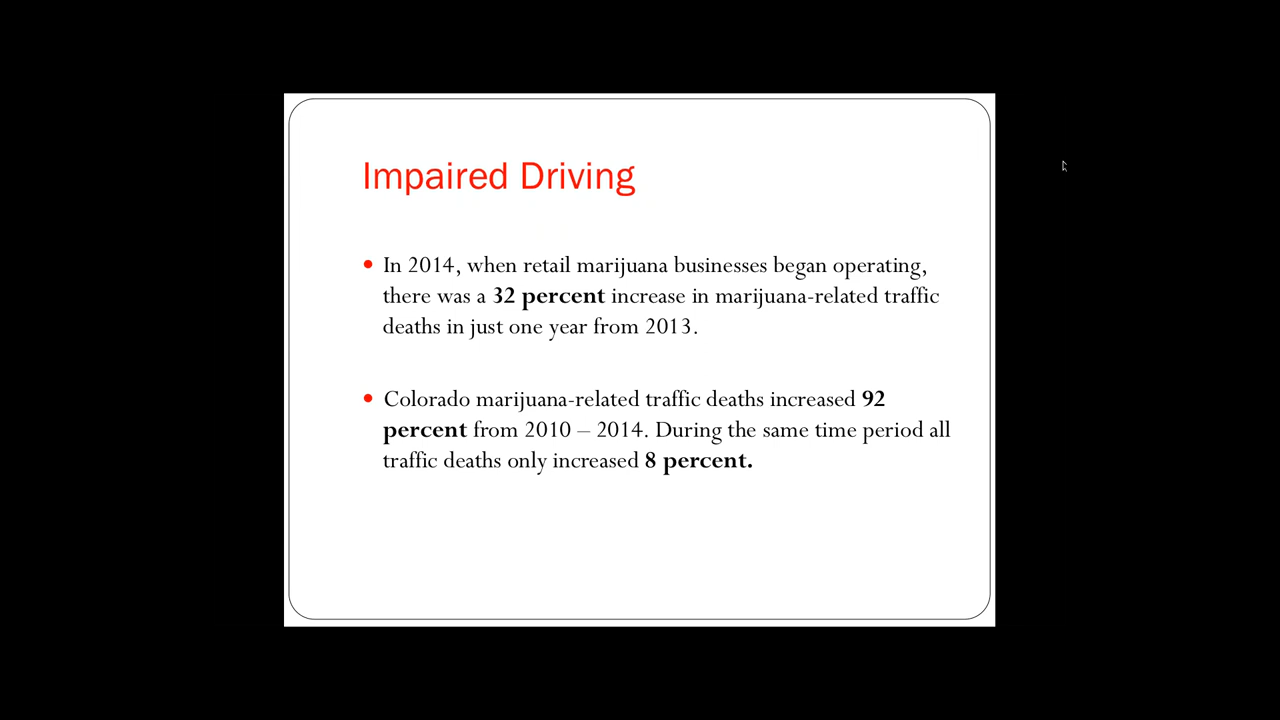 Impaired Driving
• In 2014, when retail marijuana businesses began operating,
there was a 32 percent increase in marijuana-related traffic
deaths in just one year from 2013.
• Colorado marijuana-related traffic deaths increased 92
percent from 2010 – 2014. During the same time period all
traffic deaths only increased 8 percent.